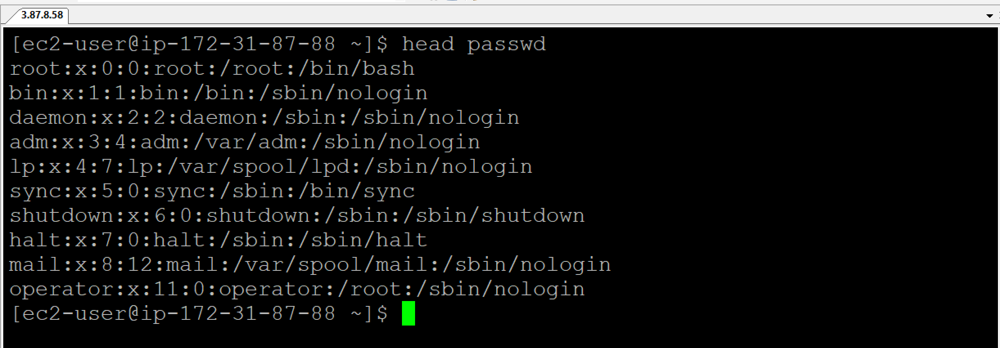 3.87.8.58
[ec2-user@ip-172-31-87-88 ~]$ head passwd
root:x:0:0:root:/root:/bin/bash
bin:x:1:1:bin:/bin:/sbin/nologin
daemon:x:2:2:daemon:/sbin:/sbin/nologin
adm:x:3:4:adm:/var/adm:/sbin/nologin
lp:x:4:7:lp:/var/spool/lpd:/sbin/nologin
sync:x:5:0:sync:/sbin:/bin/sync
shutdown:x:6:0:shutdown:/sbin:/sbin/shutdown
halt:x:7:0:halt:/sbin:/sbin/halt
mail:x:8:12:mail:/var/spool/mail:/sbin/nologin
operator:x:11:0:operator:/root:/sbin/nologin
[ec2-user@ip-172-31-87-88 ~]$